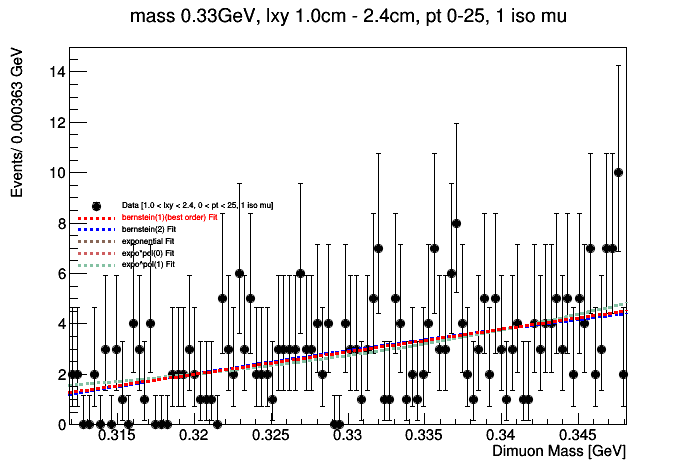 mass 0.33GeV, lxy 1.0cm - 2.4cm, pt 0-25, 1 iso mu
Events/ 0.000363 GeV
14
12
10
8
6
4
2
0
Data [1.0 < lxy < 2.4, 0 < pt < 25, 1 iso mu]
bernstein(1)(best order) Fit
bernstein(2) Fit
exponential Fit
expo*pol(0) Fit
expo*pol(1) Fit
0.315 0.32 0.325 0.33 0.335 0.34 0.345
Dimuon Mass [GeV]